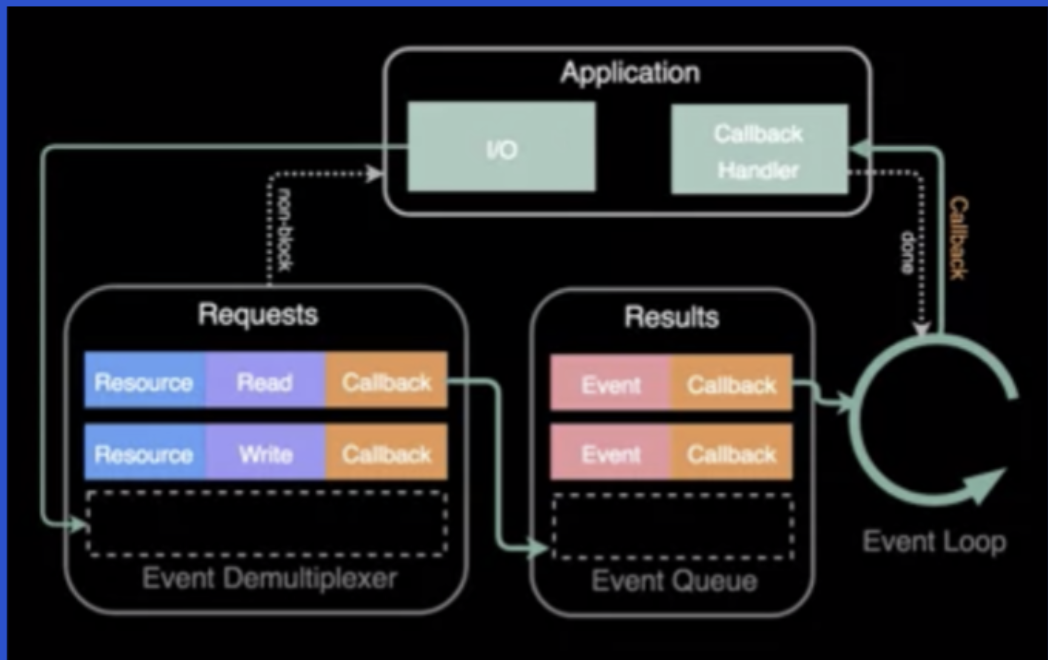 Application
I/O
Callback
Handler
non-block
done
Callback
Requests
Resource Read Callback
Resource Write Callback
Event Demultiplexer
Results
Event Callback
Event Callback
Event Queue
Event Loop